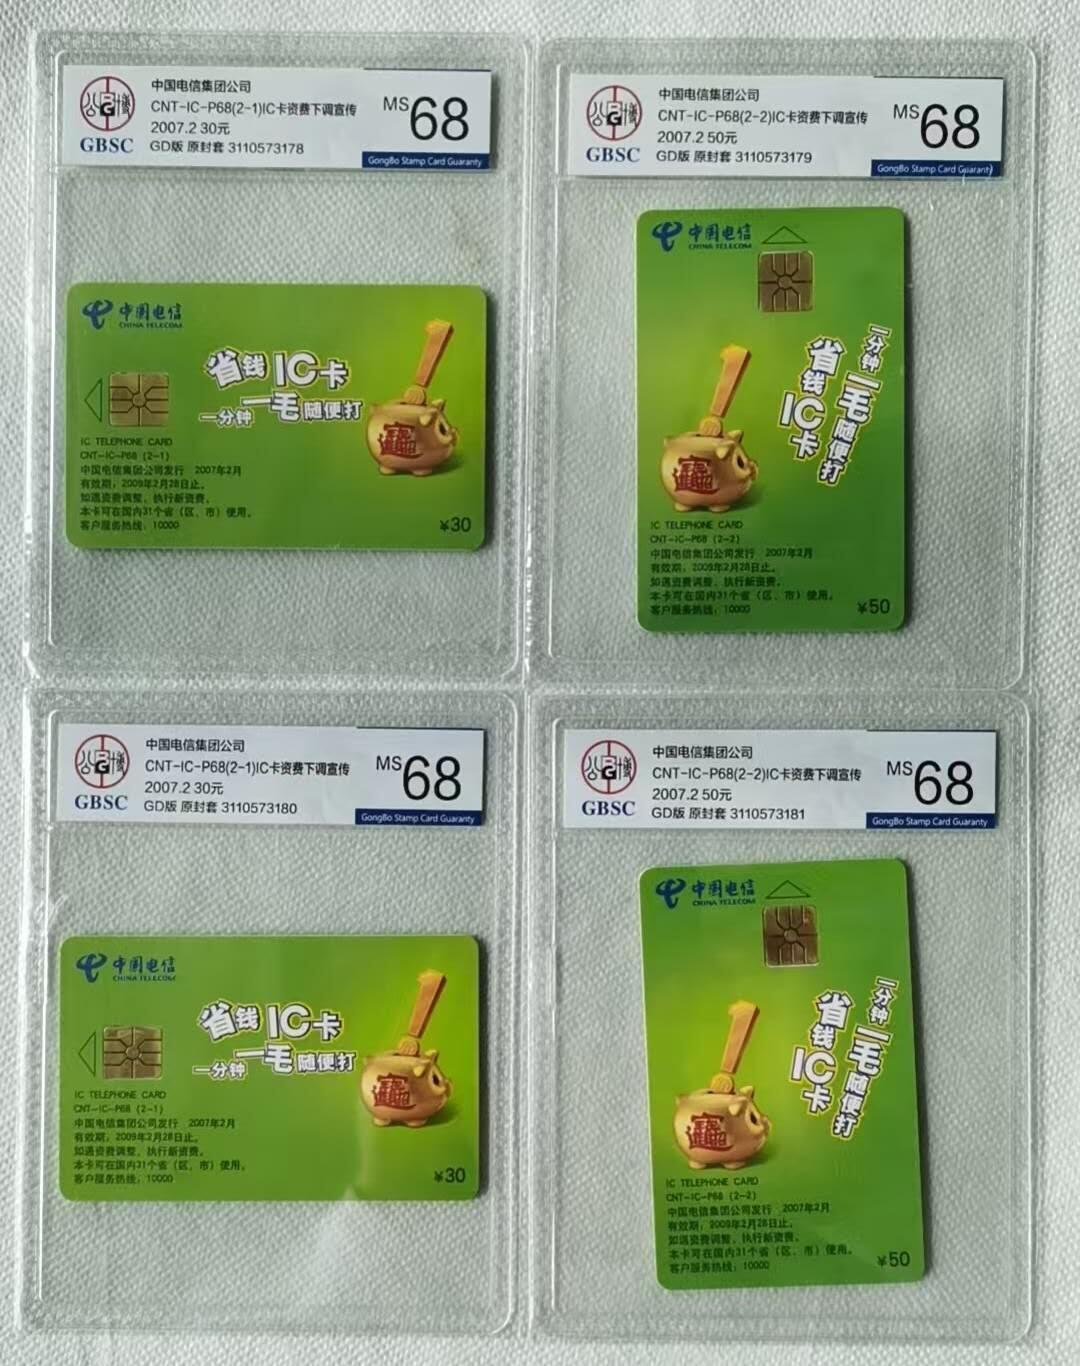 中国电信集团公司
CNT-IC-P68(2-1)IC卡资费下调宣传
2007.2 30元
GD版 原封套 3110573178
MS 68
GBSC
GongBo Stamp Card Guaranty
中国电信
CHINA TELECOM
省钱IC卡
一分钟一毛随便打
IC TELEPHONE CARD
CNT-IC-P68 (2-1)
中国电信集团公司发行 2007年2月
有效期：2009年2月28日止。
如遇资费调整，执行新资费。
本卡可在国内31个省（区、市）使用。
客户服务热线：10000
¥30
中国电信集团公司
CNT-IC-P68(2-2)IC卡资费下调宣传
2007.2 50元
GD版 原封套 3110573179
MS 68
GBSC
GongBo Stamp Card Guaranty
中国电信
CHINA TELECOM
一分钟一毛随便打
省钱IC卡
IC TELEPHONE CARD
CNT-IC-P68 (2-2)
中国电信集团公司发行 2007年2月
有效期：2009年2月28日止。
如遇资费调整，执行新资费。
本卡可在国内31个省（区、市）使用。
客户服务热线：10000
¥50
中国电信集团公司
CNT-IC-P68(2-1)IC卡资费下调宣传
2007.2 30元
GD版 原封套 3110573180
MS 68
GBSC
GongBo Stamp Card Guaranty
中国电信
CHINA TELECOM
省钱IC卡
一分钟一毛随便打
IC TELEPHONE CARD
CNT-IC-P68 (2-1)
中国电信集团公司发行 2007年2月
有效期：2009年2月28日止。
如遇资费调整，执行新资费。
本卡可在国内31个省（区、市）使用。
客户服务热线：10000
¥30
中国电信集团公司
CNT-IC-P68(2-2)IC卡资费下调宣传
2007.2 50元
GD版 原封套 3110573181
MS 68
GBSC
GongBo Stamp Card Guaranty
中国电信
CHINA TELECOM
一分钟一毛随便打
省钱IC卡
IC TELEPHONE CARD
CNT-IC-P68 (2-2)
中国电信集团公司发行 2007年2月
有效期：2009年2月28日止。
如遇资费调整，执行新资费。
本卡可在国内31个省（区、市）使用。
客户服务热线：10000
¥50